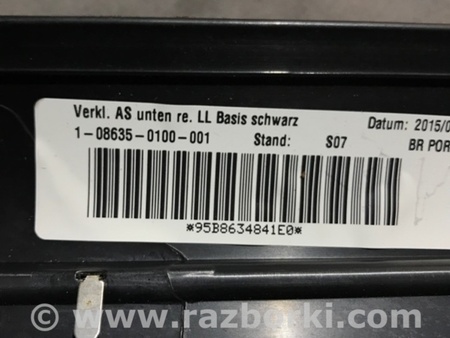 Verkl. AS unten re. LL Basis schwarz Datum: 2015/0
1-08635-0100-001 Stand: S07 BR POR
*95B8634841E0*
www.razborki.com